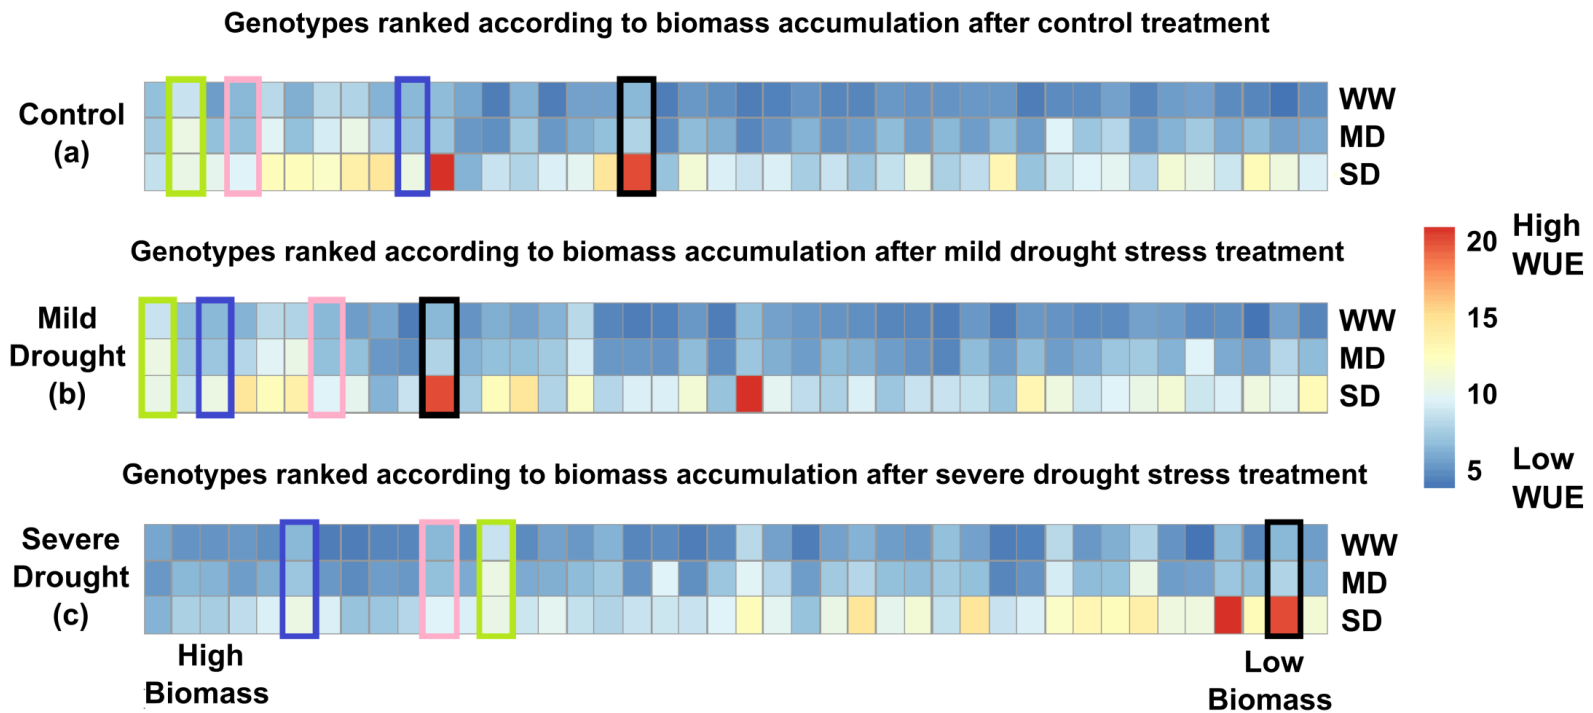 Genotypes ranked according to biomass accumulation after control treatment
Control
(a)
WW
MD
SD
Genotypes ranked according to biomass accumulation after mild drought stress treatment
Mild
Drought
(b)
WW
MD
SD
20
15
10
5
High
WUE
Low
WUE
Genotypes ranked according to biomass accumulation after severe drought stress treatment
Severe
Drought
(c)
WW
MD
SD
High
Biomass
Low
Biomass